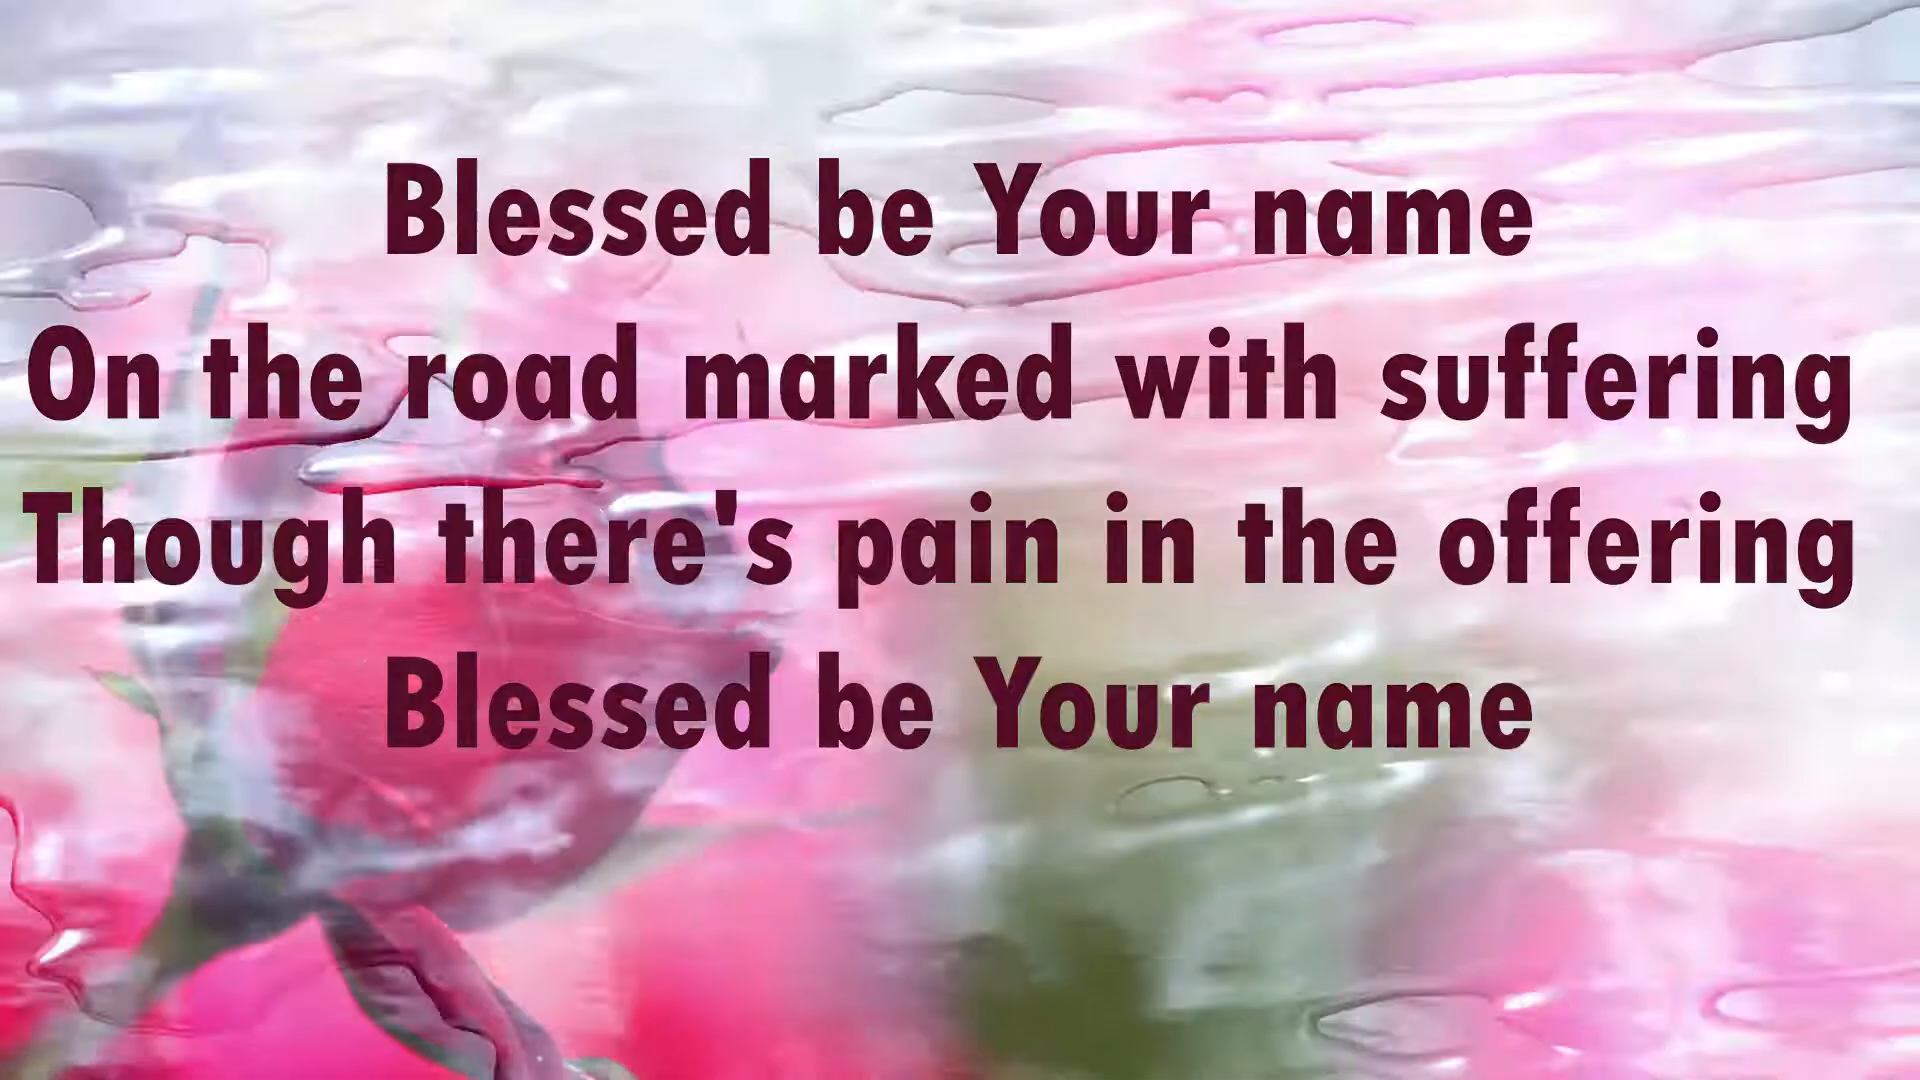 Blessed be Your name
On the road marked with suffering
Though there's pain in the offering
Blessed be Your name